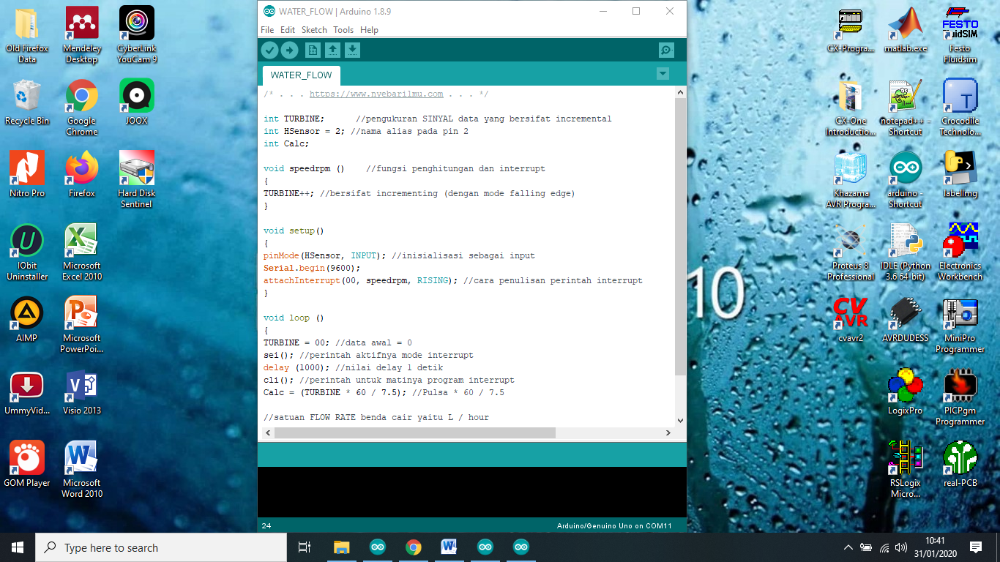 Old Firefox
Data
Mendeley
Desktop
CyberLink
YouCam 9
Recycle Bin
Google
Chrome
JOOX
Nitro Pro
Firefox
Hard Disk
Sentinel
IObit
Uninstaller
Microsoft
Excel 2010
AIMP
Microsoft
PowerPoi...
UmmyVid...
Visio 2013
GOM Player
Microsoft
Word 2010
WATER_FLOW | Arduino 1.8.9
File Edit Sketch Tools Help
WATER_FLOW
/* . . . https://www.nyebarilmu.com . . . */
int TURBINE; //pengukuran SINYAL data yang bersifat incremental
int HSensor = 2; //nama alias pada pin 2
int Calc;
void speedrpm () //fungsi penghitungan dan interrupt
{
TURBINE++; //bersifat incrementing (dengan mode falling edge)
}
void setup()
{
pinMode(HSensor, INPUT); //inisialisasi sebagai input
Serial.begin(9600);
attachInterrupt(00, speedrpm, RISING); //cara penulisan perintah interrupt
}
void loop ()
{
TURBINE = 00; //data awal = 0
sei(); //perintah aktifnya mode interrupt
delay (1000); //nilai delay 1 detik
cli(); //perintah untuk matinya program interrupt
Calc = (TURBINE * 60 / 7.5); //Pulsa * 60 / 7.5
//satuan FLOW RATE benda cair yaitu L / hour
24
Arduino/Genuino Uno on COM11
10
CX-Progra...
matlab.exe
FESTO
FluidSIM
Festo
Fluidsim
CX-One
Introductio...
notepad++ -
Shortcut
T
Crocodile
Technolo...
Khazama
AVR Progra...
arduino -
Shortcut
labelImg
Proteus 8
Professional
IDLE (Python
3.6 64-bit)
Electronics
Workbench
CV
AVR
cvavr2
AVRDUDESS
MiniPro
Programmer
LogixPro
PICPgm
Programmer
RSLogix
Micro...
real-PCB
Type here to search
10:41
31/01/2020